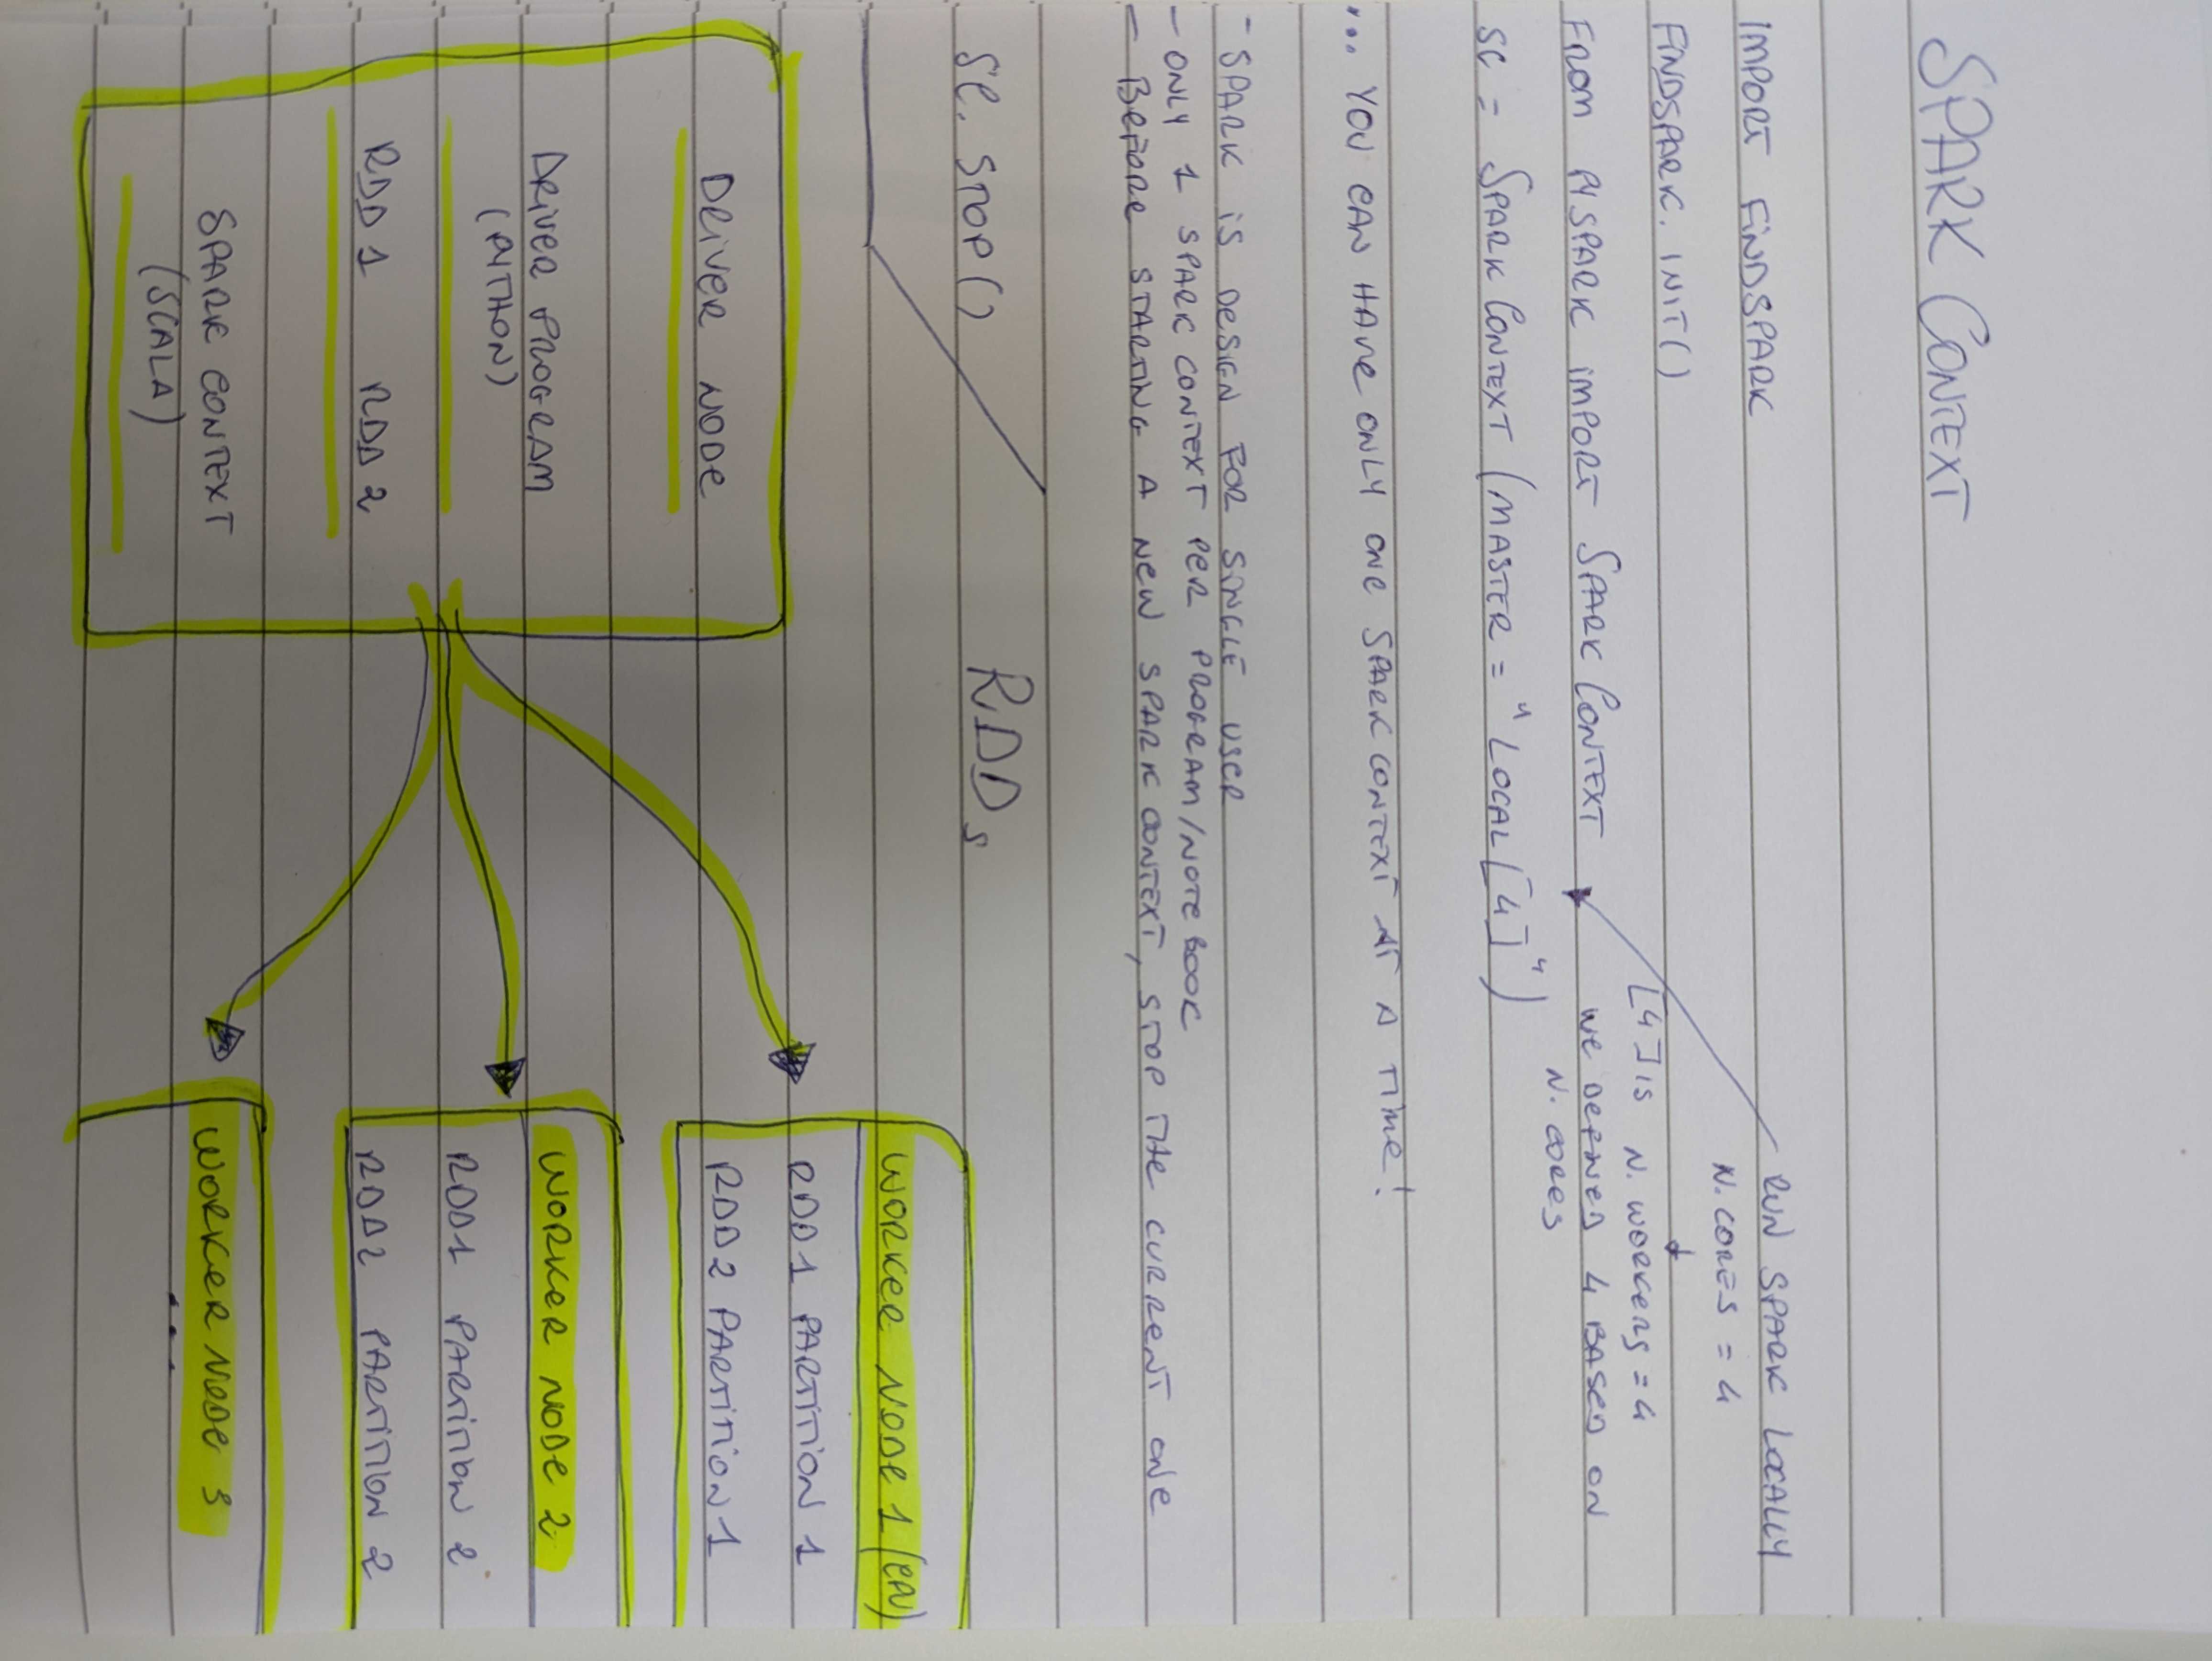 SPARK CONTEXT
IMPORT FINDSPARK
RUN SPARK LOCALLY
N. CORES = 4
FINDSPARK. INIT()
[4] IS N. WORKERS = 4
WE DEFINED 4 BASED ON
N. CORES
FROM PYSPARK IMPORT SPARK CONTEXT
SC = SPARK CONTEXT (MASTER = "LOCAL[4]")
... YOU CAN HAVE ONLY ONE SPARK CONTEXT AT A TIME!
- SPARK IS DESIGN FOR SINGLE USER
- ONLY 1 SPARK CONTEXT PER PROGRAM/NOTEBOOK
- BEFORE STARTING A NEW SPARK CONTEXT, STOP THE CURRENT ONE
SC. STOP()
RDDs
DRIVER NODE
DRIVER PROGRAM
(PYTHON)
RDD1 RDD2
SPARK CONTEXT
(SCALA)
WORKER NODE 1 (CPU)
RDD1 PARTITION 1
RDD2 PARTITION 1
WORKER NODE 2
RDD1 PARTITION 2
RDD2 PARTITION 2
WORKER NODE 3
...